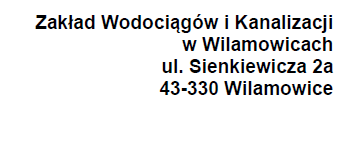 Zakład Wodociągów i Kanalizacji
w Wilamowicach
ul. Sienkiewicza 2a
43-330 Wilamowice